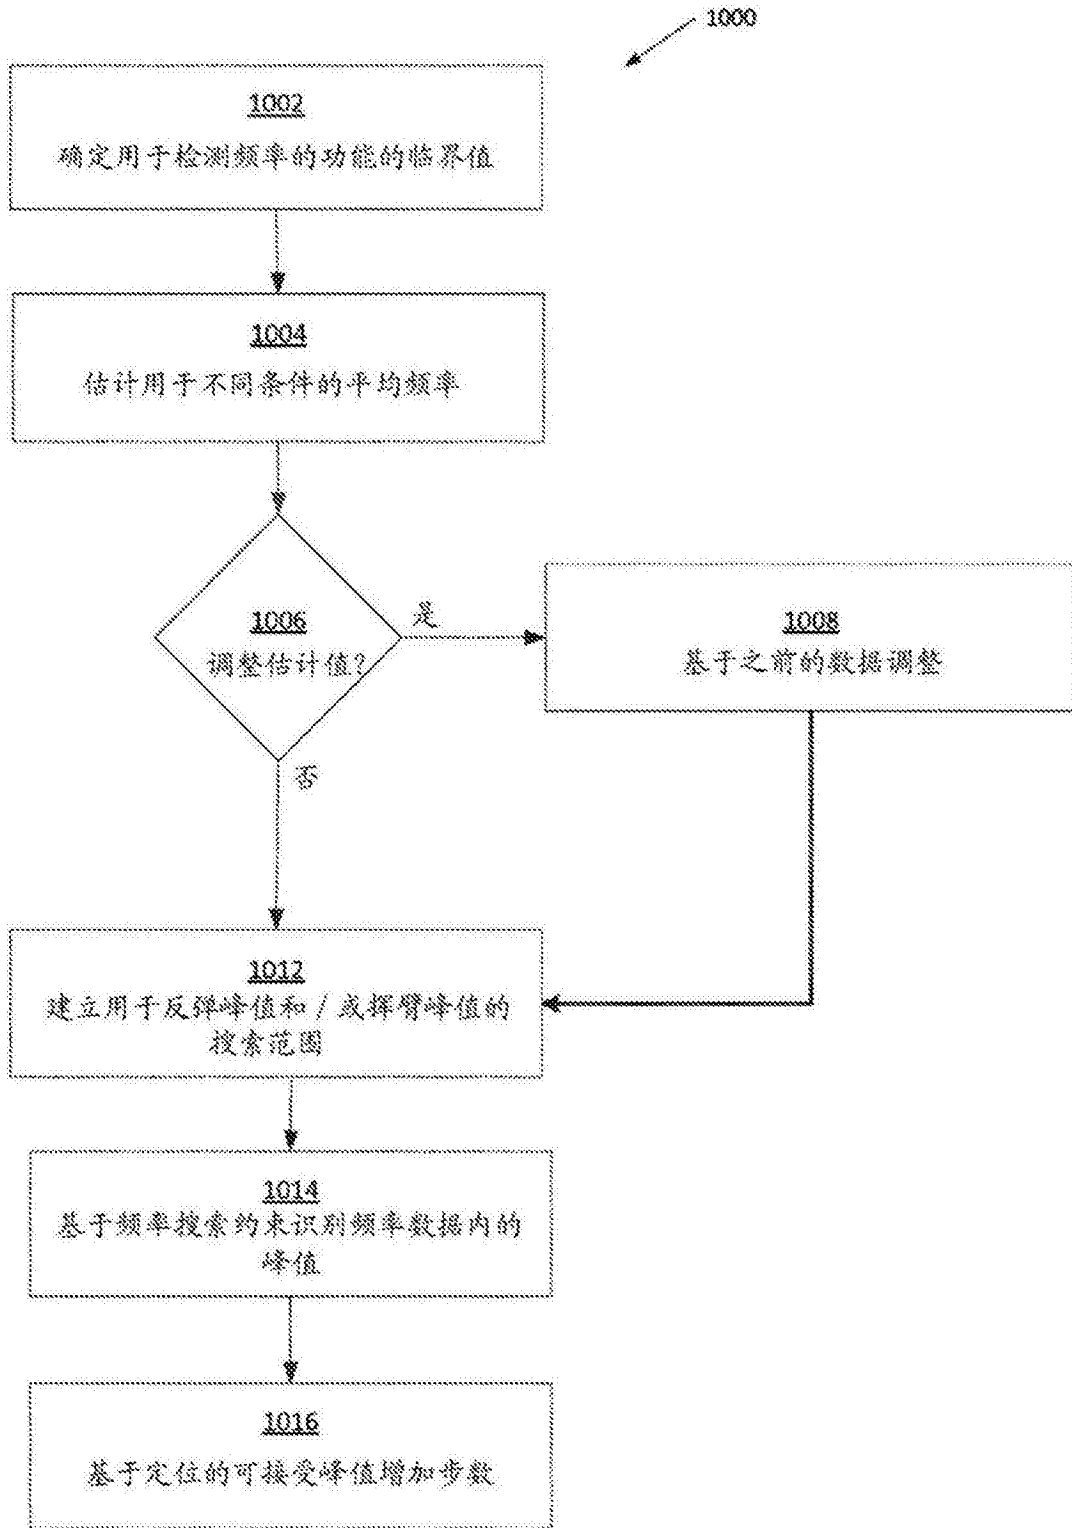 1000
1002
确定用于检测频率的功能的临界值
1004
估计用于不同条件的平均频率
1006
调整估计值?
是
1008
基于之前的数据调整
否
1012
建立用于反弹峰值和/或挥臂峰值的
搜索范围
1014
基于频率搜索约束识别频率数据内的
峰值
1016
基于定位的可接受峰值增加步数